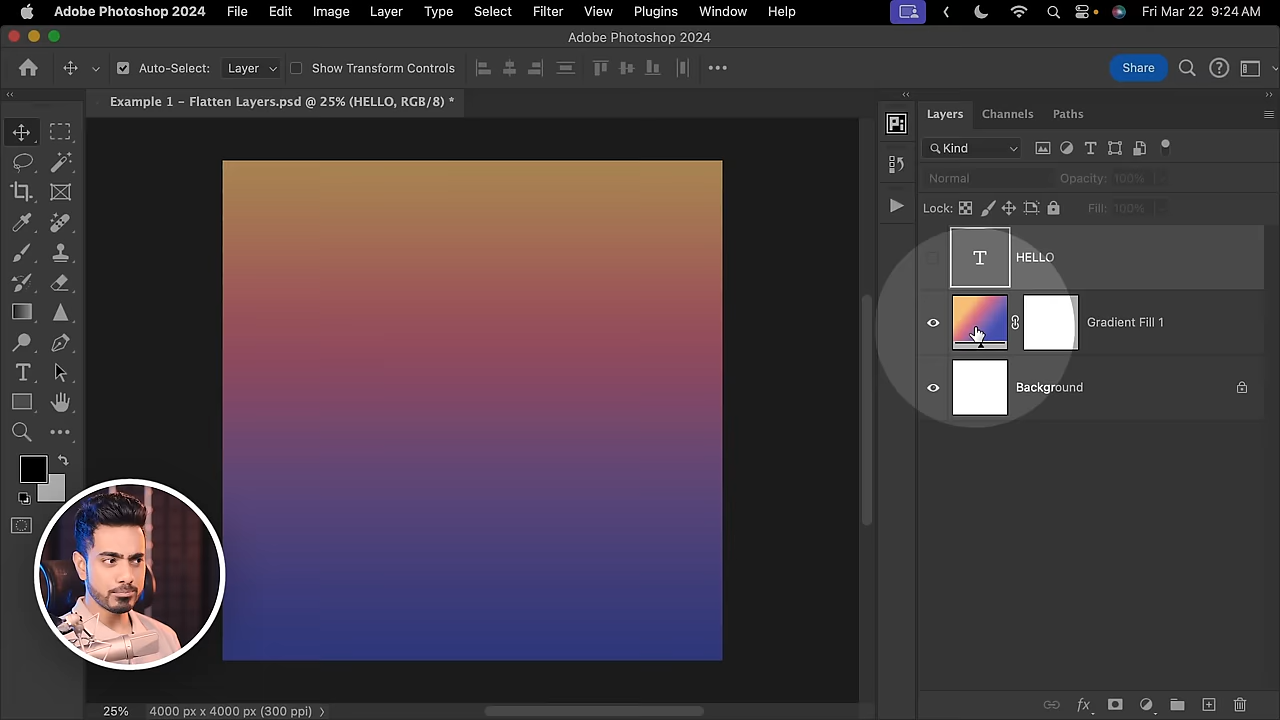 Adobe Photoshop 2024 File Edit Image Layer Type Select Filter View Plugins Window Help Fri Mar 22 9:24 AM
Adobe Photoshop 2024
Auto-Select: Layer Show Transform Controls Share
Example 1 – Flatten Layers.psd @ 25% (HELLO, RGB/8) *
Layers Channels Paths
Kind
Normal Opacity: 100%
Lock: Fill: 100%
T HELLO
Gradient Fill 1
Background
25% 4000 px x 4000 px (300 ppi)